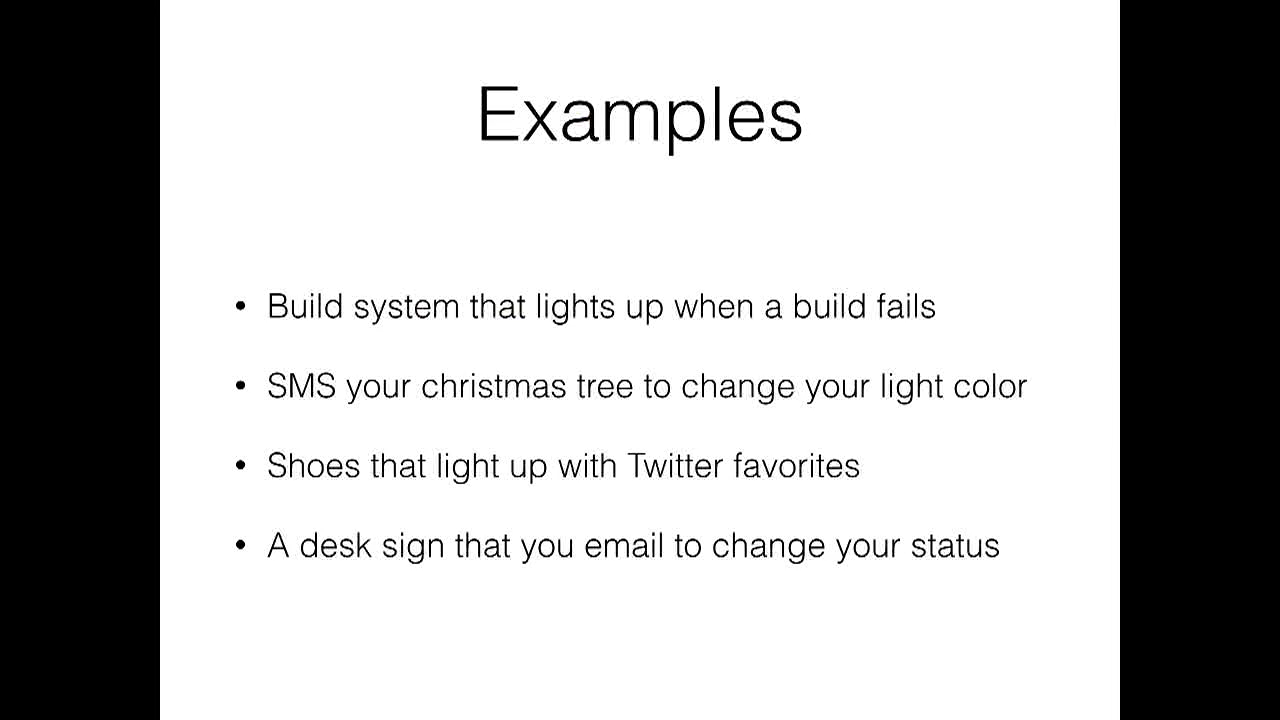 Examples
• Build system that lights up when a build fails
• SMS your christmas tree to change your light color
• Shoes that light up with Twitter favorites
• A desk sign that you email to change your status